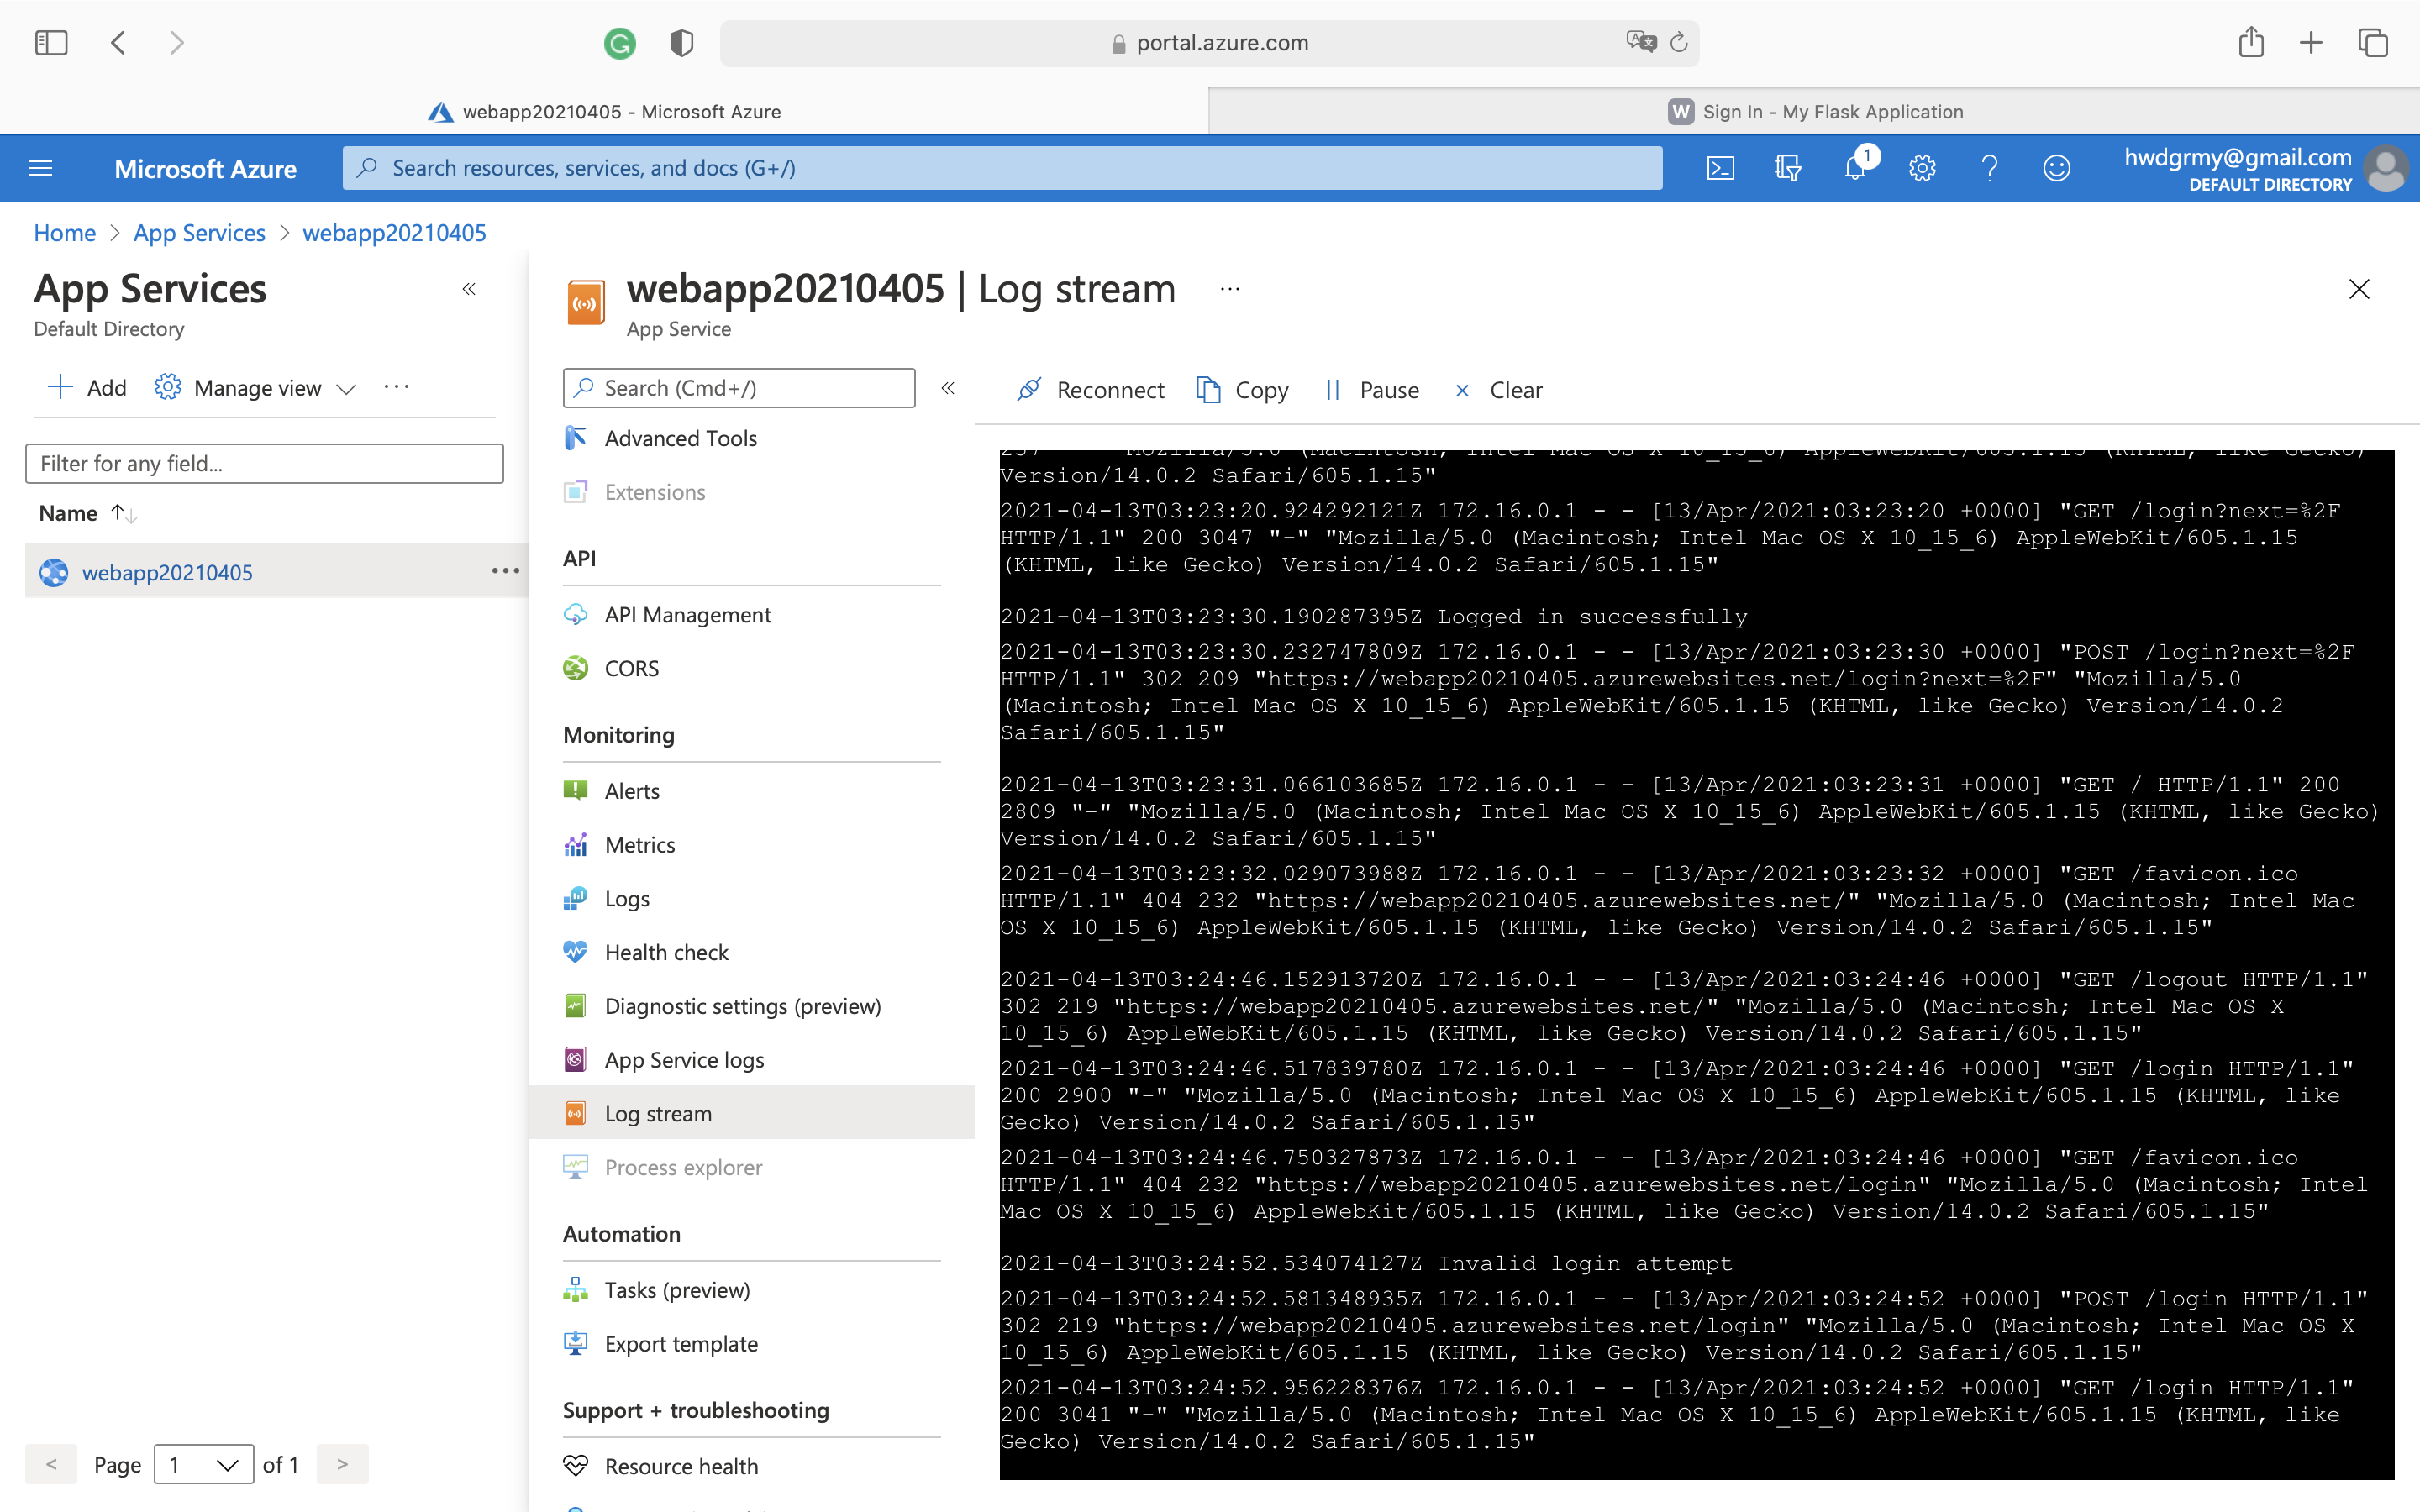 portal.azure.com
webapp20210405 - Microsoft Azure
W Sign In - My Flask Application
Microsoft Azure
Search resources, services, and docs (G+/)
1
hwdgrmy@gmail.com
DEFAULT DIRECTORY
Home > App Services > webapp20210405
App Services
Default Directory
Add
Manage view
Filter for any field...
Name
webapp20210405
Page 1 of 1
webapp20210405 | Log stream
App Service
Search (Cmd+/)
Advanced Tools
Extensions
API
API Management
CORS
Monitoring
Alerts
Metrics
Logs
Health check
Diagnostic settings (preview)
App Service logs
Log stream
Process explorer
Automation
Tasks (preview)
Export template
Support + troubleshooting
Resource health
Reconnect
Copy
Pause
Clear
Mozilla/5.0 (Macintosh; Intel Mac OS X 10_15_6) AppleWebKit/605.1.15 (KHTML, like Gecko)
Version/14.0.2 Safari/605.1.15"
2021-04-13T03:23:20.924292121Z 172.16.0.1 - - [13/Apr/2021:03:23:20 +0000] "GET /login?next=%2F
HTTP/1.1" 200 3047 "-" "Mozilla/5.0 (Macintosh; Intel Mac OS X 10_15_6) AppleWebKit/605.1.15
(KHTML, like Gecko) Version/14.0.2 Safari/605.1.15"
2021-04-13T03:23:30.190287395Z Logged in successfully
2021-04-13T03:23:30.232747809Z 172.16.0.1 - - [13/Apr/2021:03:23:30 +0000] "POST /login?next=%2F
HTTP/1.1" 302 209 "https://webapp20210405.azurewebsites.net/login?next=%2F" "Mozilla/5.0
(Macintosh; Intel Mac OS X 10_15_6) AppleWebKit/605.1.15 (KHTML, like Gecko) Version/14.0.2
Safari/605.1.15"
2021-04-13T03:23:31.066103685Z 172.16.0.1 - - [13/Apr/2021:03:23:31 +0000] "GET / HTTP/1.1" 200
2809 "-" "Mozilla/5.0 (Macintosh; Intel Mac OS X 10_15_6) AppleWebKit/605.1.15 (KHTML, like Gecko)
Version/14.0.2 Safari/605.1.15"
2021-04-13T03:23:32.029073988Z 172.16.0.1 - - [13/Apr/2021:03:23:32 +0000] "GET /favicon.ico
HTTP/1.1" 404 232 "https://webapp20210405.azurewebsites.net/" "Mozilla/5.0 (Macintosh; Intel Mac
OS X 10_15_6) AppleWebKit/605.1.15 (KHTML, like Gecko) Version/14.0.2 Safari/605.1.15"
2021-04-13T03:24:46.152913720Z 172.16.0.1 - - [13/Apr/2021:03:24:46 +0000] "GET /logout HTTP/1.1"
302 219 "https://webapp20210405.azurewebsites.net/" "Mozilla/5.0 (Macintosh; Intel Mac OS X
10_15_6) AppleWebKit/605.1.15 (KHTML, like Gecko) Version/14.0.2 Safari/605.1.15"
2021-04-13T03:24:46.517839780Z 172.16.0.1 - - [13/Apr/2021:03:24:46 +0000] "GET /login HTTP/1.1"
200 2900 "-" "Mozilla/5.0 (Macintosh; Intel Mac OS X 10_15_6) AppleWebKit/605.1.15 (KHTML, like
Gecko) Version/14.0.2 Safari/605.1.15"
2021-04-13T03:24:46.750327873Z 172.16.0.1 - - [13/Apr/2021:03:24:46 +0000] "GET /favicon.ico
HTTP/1.1" 404 232 "https://webapp20210405.azurewebsites.net/login" "Mozilla/5.0 (Macintosh; Intel
Mac OS X 10_15_6) AppleWebKit/605.1.15 (KHTML, like Gecko) Version/14.0.2 Safari/605.1.15"
2021-04-13T03:24:52.534074127Z Invalid login attempt
2021-04-13T03:24:52.581348935Z 172.16.0.1 - - [13/Apr/2021:03:24:52 +0000] "POST /login HTTP/1.1"
302 219 "https://webapp20210405.azurewebsites.net/login" "Mozilla/5.0 (Macintosh; Intel Mac OS X
10_15_6) AppleWebKit/605.1.15 (KHTML, like Gecko) Version/14.0.2 Safari/605.1.15"
2021-04-13T03:24:52.956228376Z 172.16.0.1 - - [13/Apr/2021:03:24:52 +0000] "GET /login HTTP/1.1"
200 3041 "-" "Mozilla/5.0 (Macintosh; Intel Mac OS X 10_15_6) AppleWebKit/605.1.15 (KHTML, like
Gecko) Version/14.0.2 Safari/605.1.15"